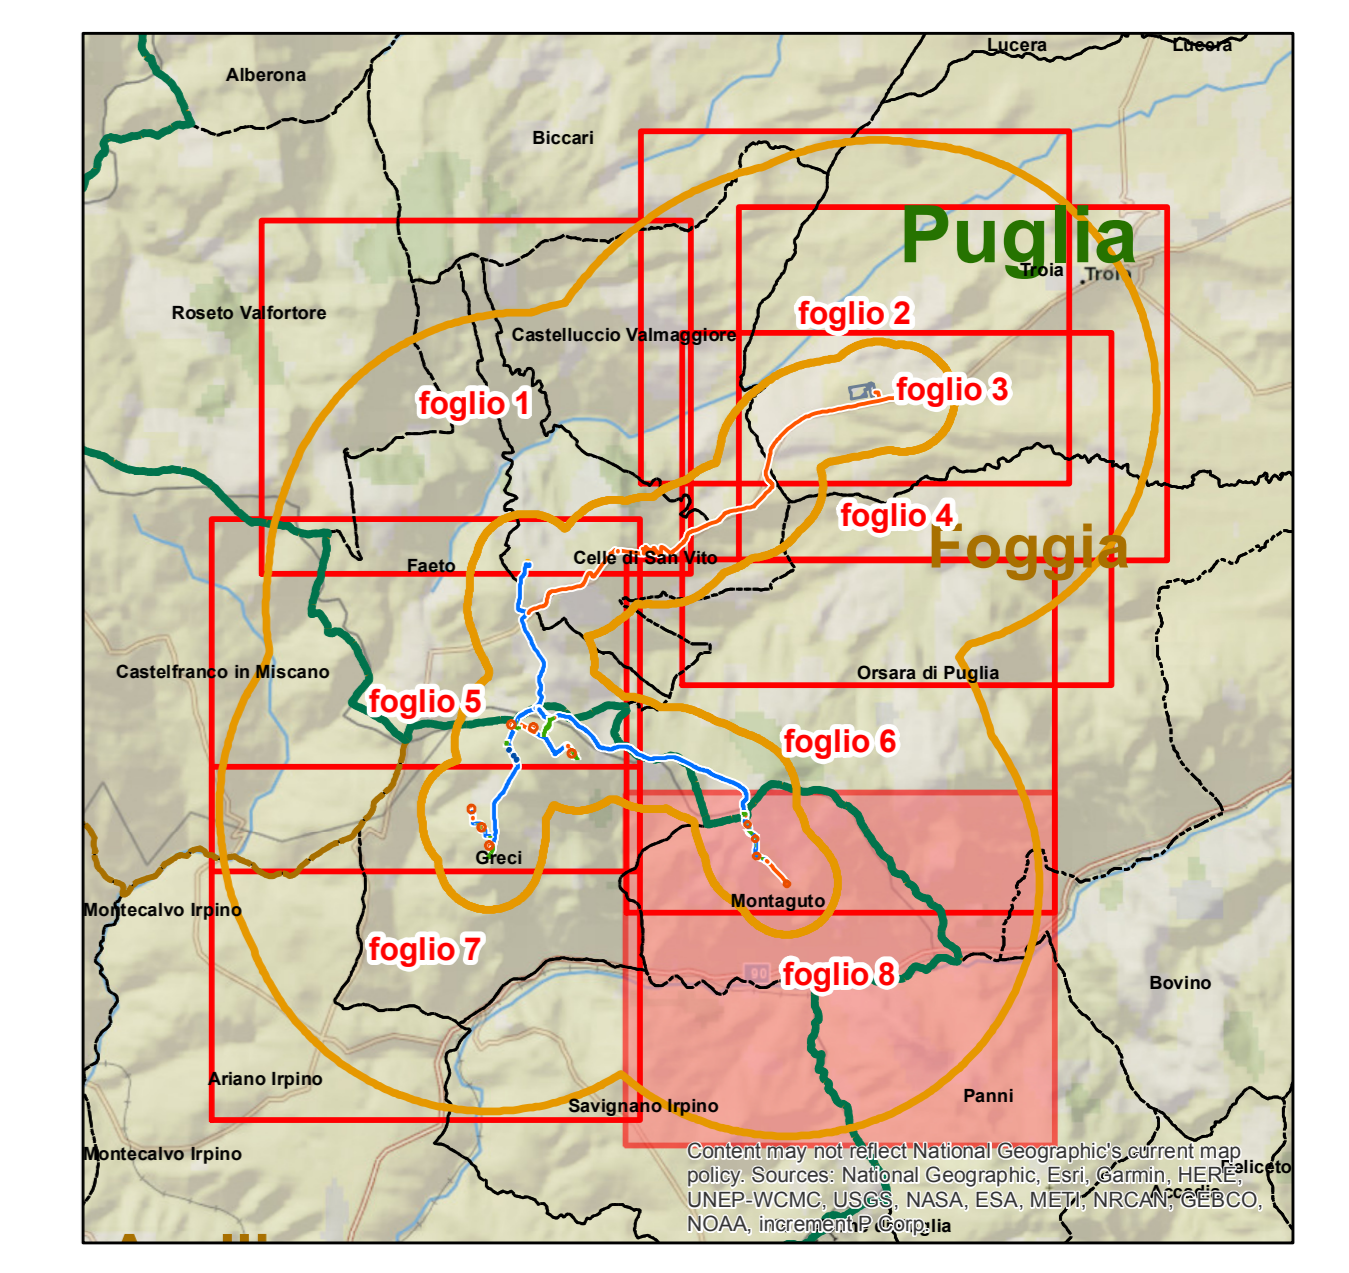 Lucera
Lucera
Alberona
Biccari
Puglia
Troia
Troia
Roseto Valfortore
foglio 2
Castelluccio Valmaggiore
foglio 3
foglio 1
foglio 4
Foggia
Celle di San Vito
Faeto
Castelfranco in Miscano
Orsara di Puglia
foglio 5
foglio 6
Greci
Montaguto
Montecalvo Irpino
foglio 7
foglio 8
90
Bovino
Ariano Irpino
Savignano Irpino
Panni
Montecalvo Irpino
Content may not reflect National Geographic's current map
policy. Sources: National Geographic, Esri, Garmin, HERE,
Deliceto
UNEP-WCMC, USGS, NASA, ESA, METI, NRCAN, GEBCO,
Accadia
NOAA, increment P Corp.